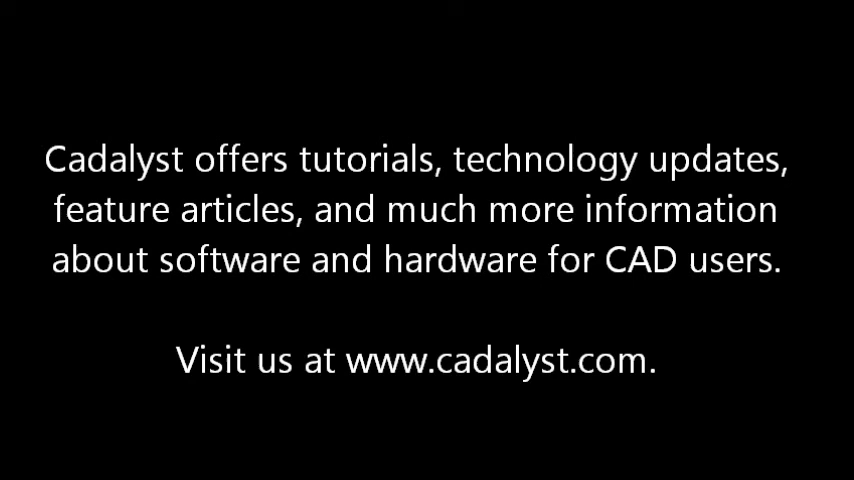 Cadalyst offers tutorials, technology updates,
feature articles, and much more information
about software and hardware for CAD users.
Visit us at www.cadalyst.com.